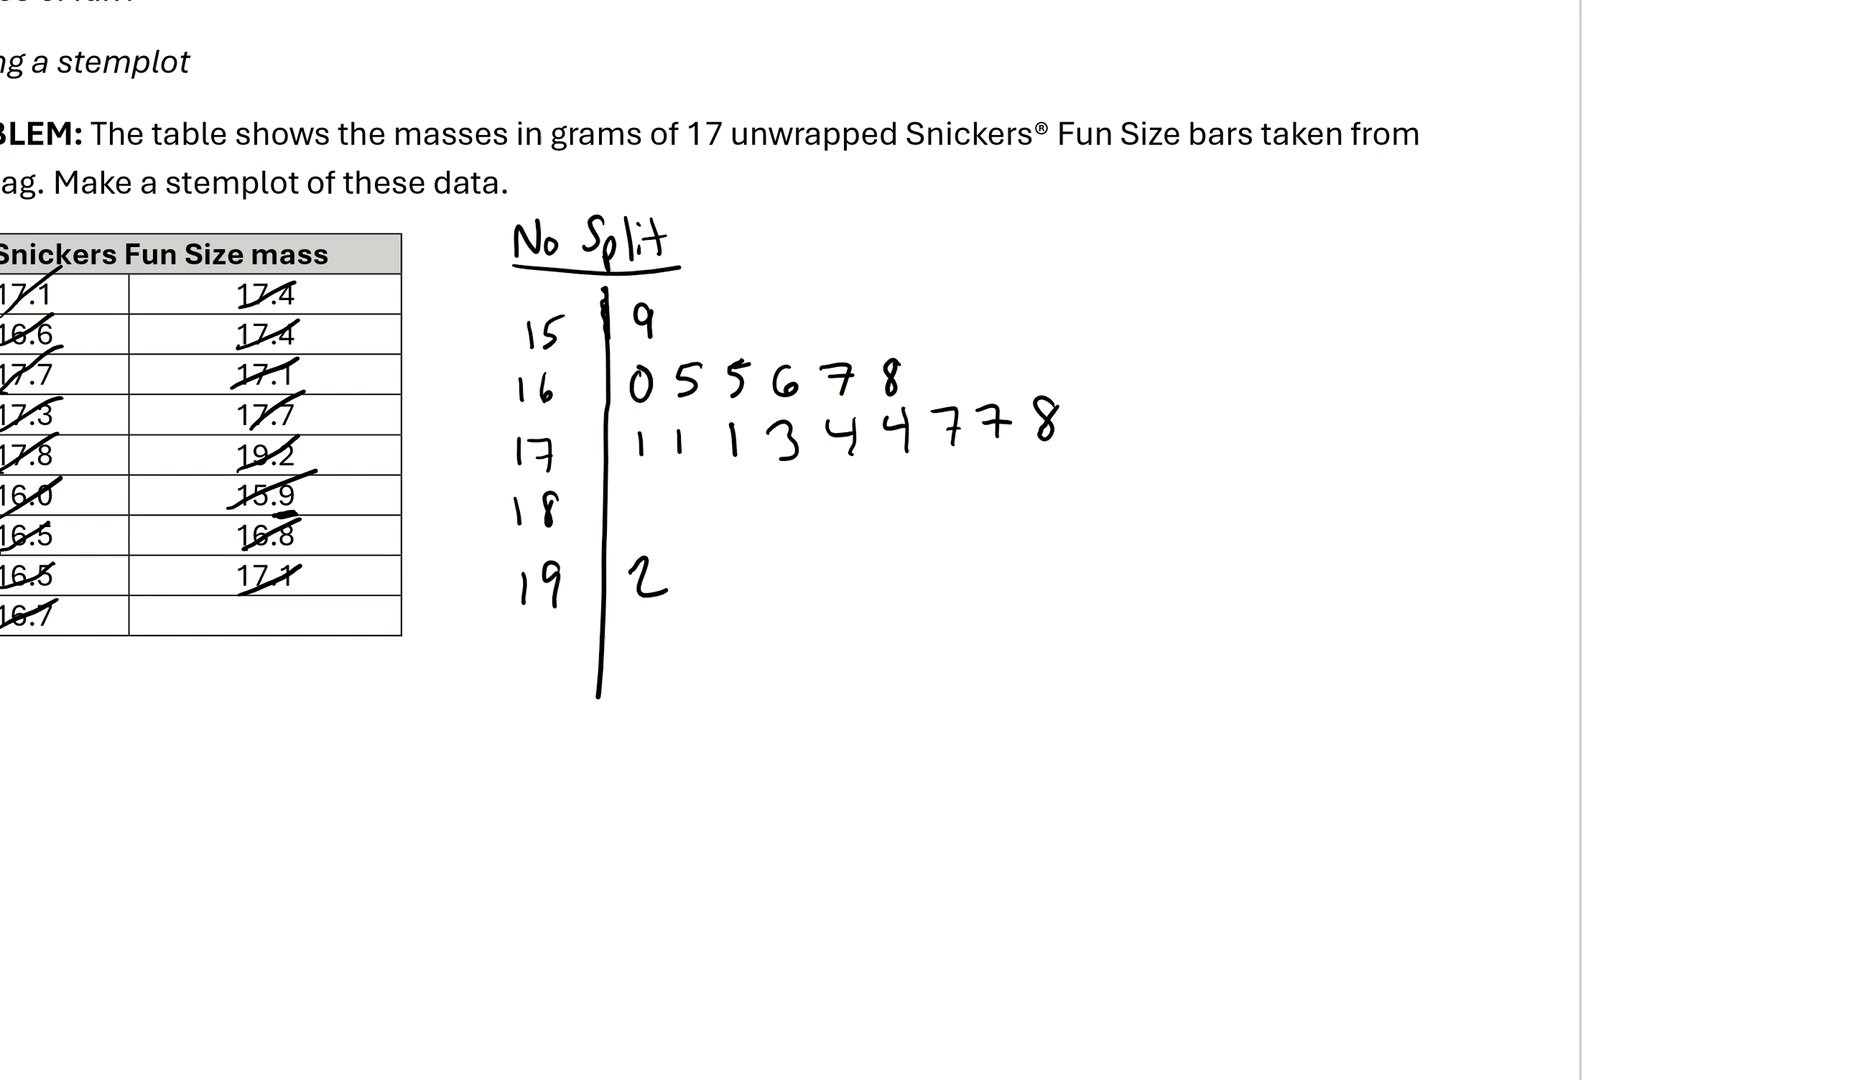 ng a stemplot
BLEM: The table shows the masses in grams of 17 unwrapped Snickers® Fun Size bars taken from
ag. Make a stemplot of these data.
No Split
Snickers Fun Size mass
17.1 17.4
16.6 17.4
17.7 17.1
17.3 17.7
17.8 19.2
16.0 15.9
16.5 16.8
16.5 17.1
16.7
15 | 9
16 | 0 5 5 6 7 8
17 | 1 1 1 3 4 4 7 7 8
18 |
19 | 2